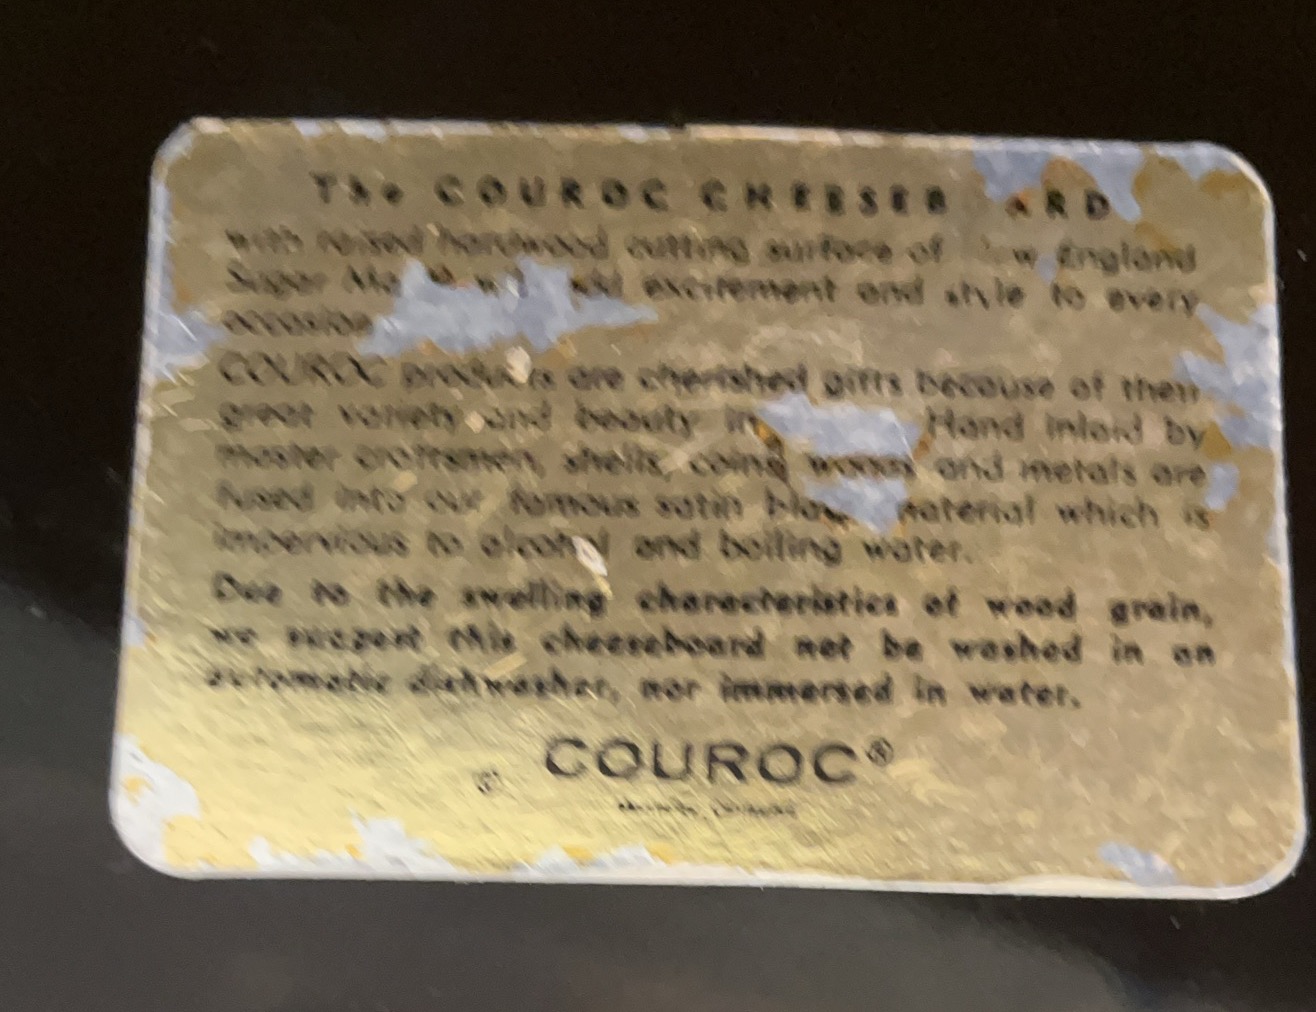 The COUROC CHEESEB ARD
with raised hardwood cutting surface of w England
Sugar Ma excitement and style to every
occasion
COUROC products are cherished gifts because of their
great variety and beauty in Hand inlaid by
master craftsmen, shells, coins, woods and metals are
fused into our famous satin black material which is
impervious to alcohol and boiling water.
Due to the swelling characteristics of wood grain,
we suggest this cheeseboard not be washed in an
automatic dishwasher, nor immersed in water.
COUROC®